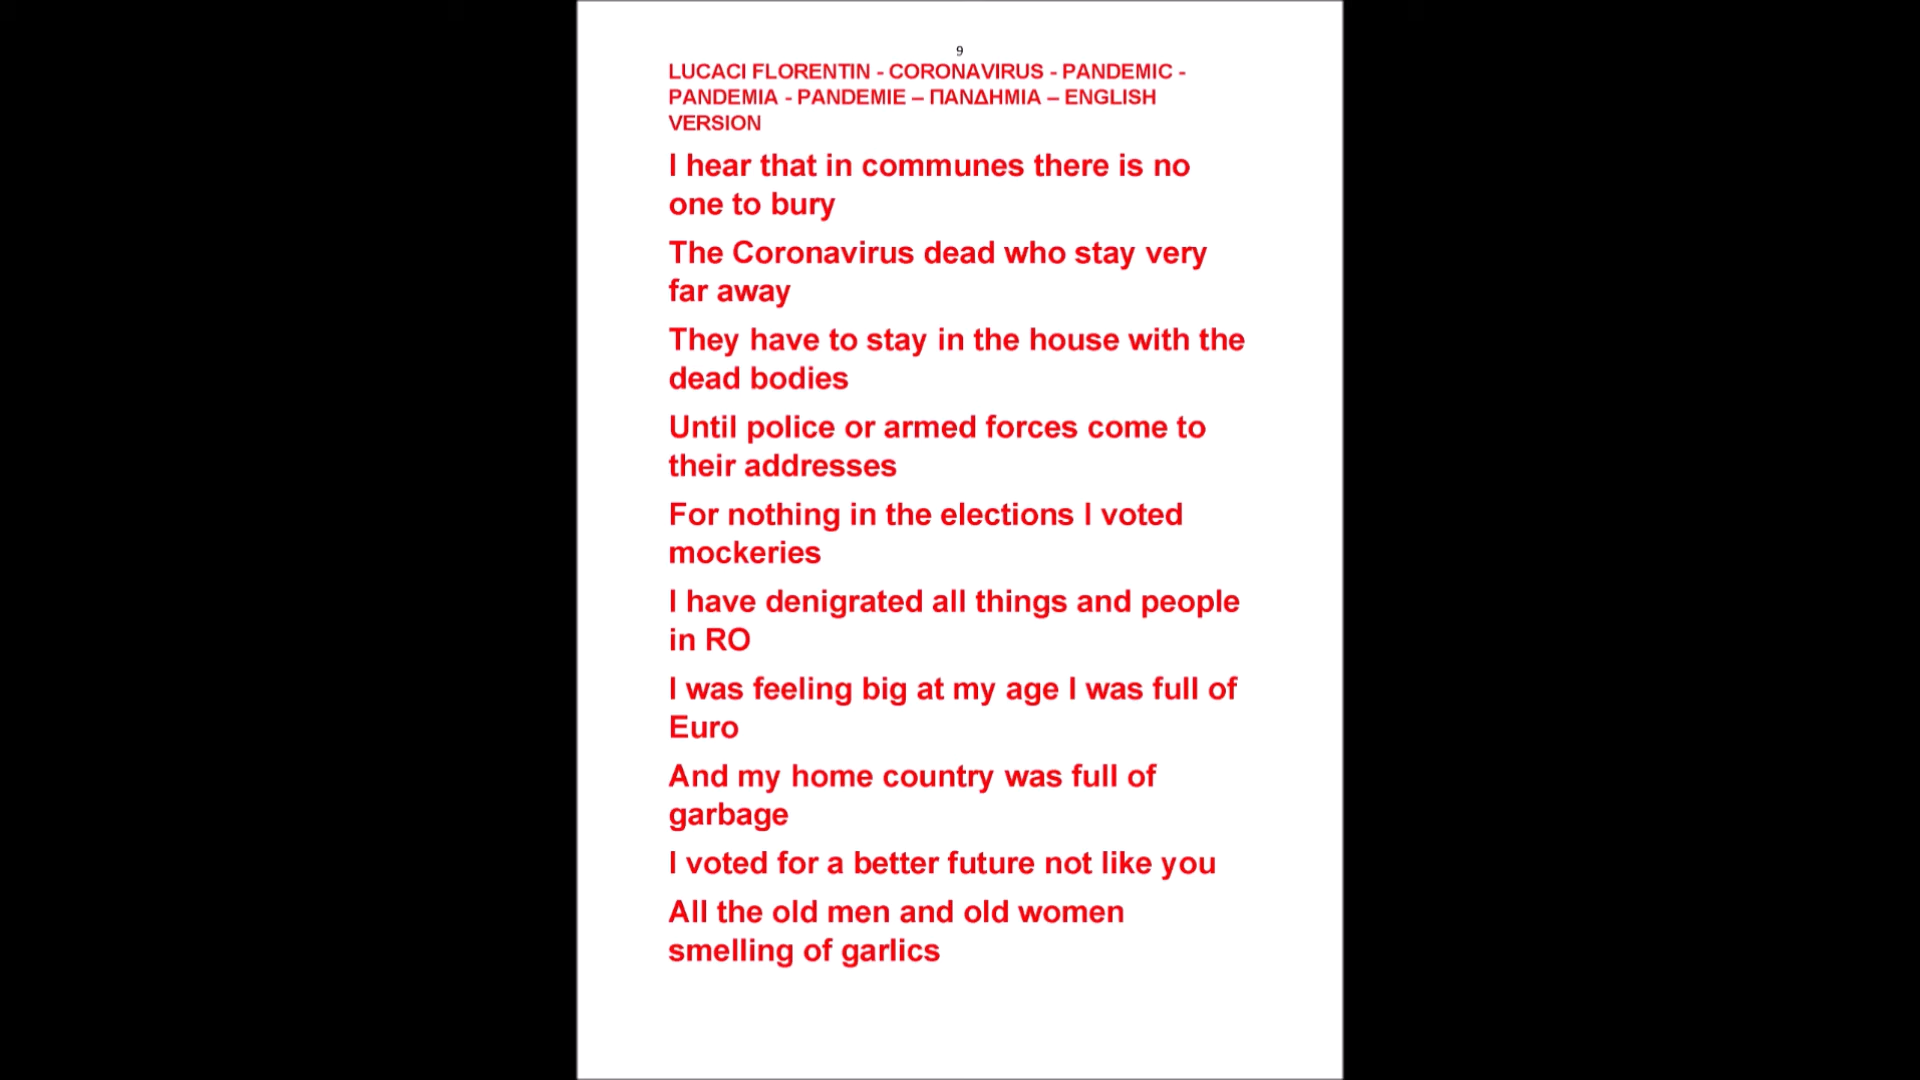 9
LUCACI FLORENTIN - CORONAVIRUS - PANDEMIC -
PANDEMIA - PANDEMIE – ΠΑΝΔΗΜΙΑ – ENGLISH
VERSION
I hear that in communes there is no
one to bury
The Coronavirus dead who stay very
far away
They have to stay in the house with the
dead bodies
Until police or armed forces come to
their addresses
For nothing in the elections I voted
mockeries
I have denigrated all things and people
in RO
I was feeling big at my age I was full of
Euro
And my home country was full of
garbage
I voted for a better future not like you
All the old men and old women
smelling of garlics